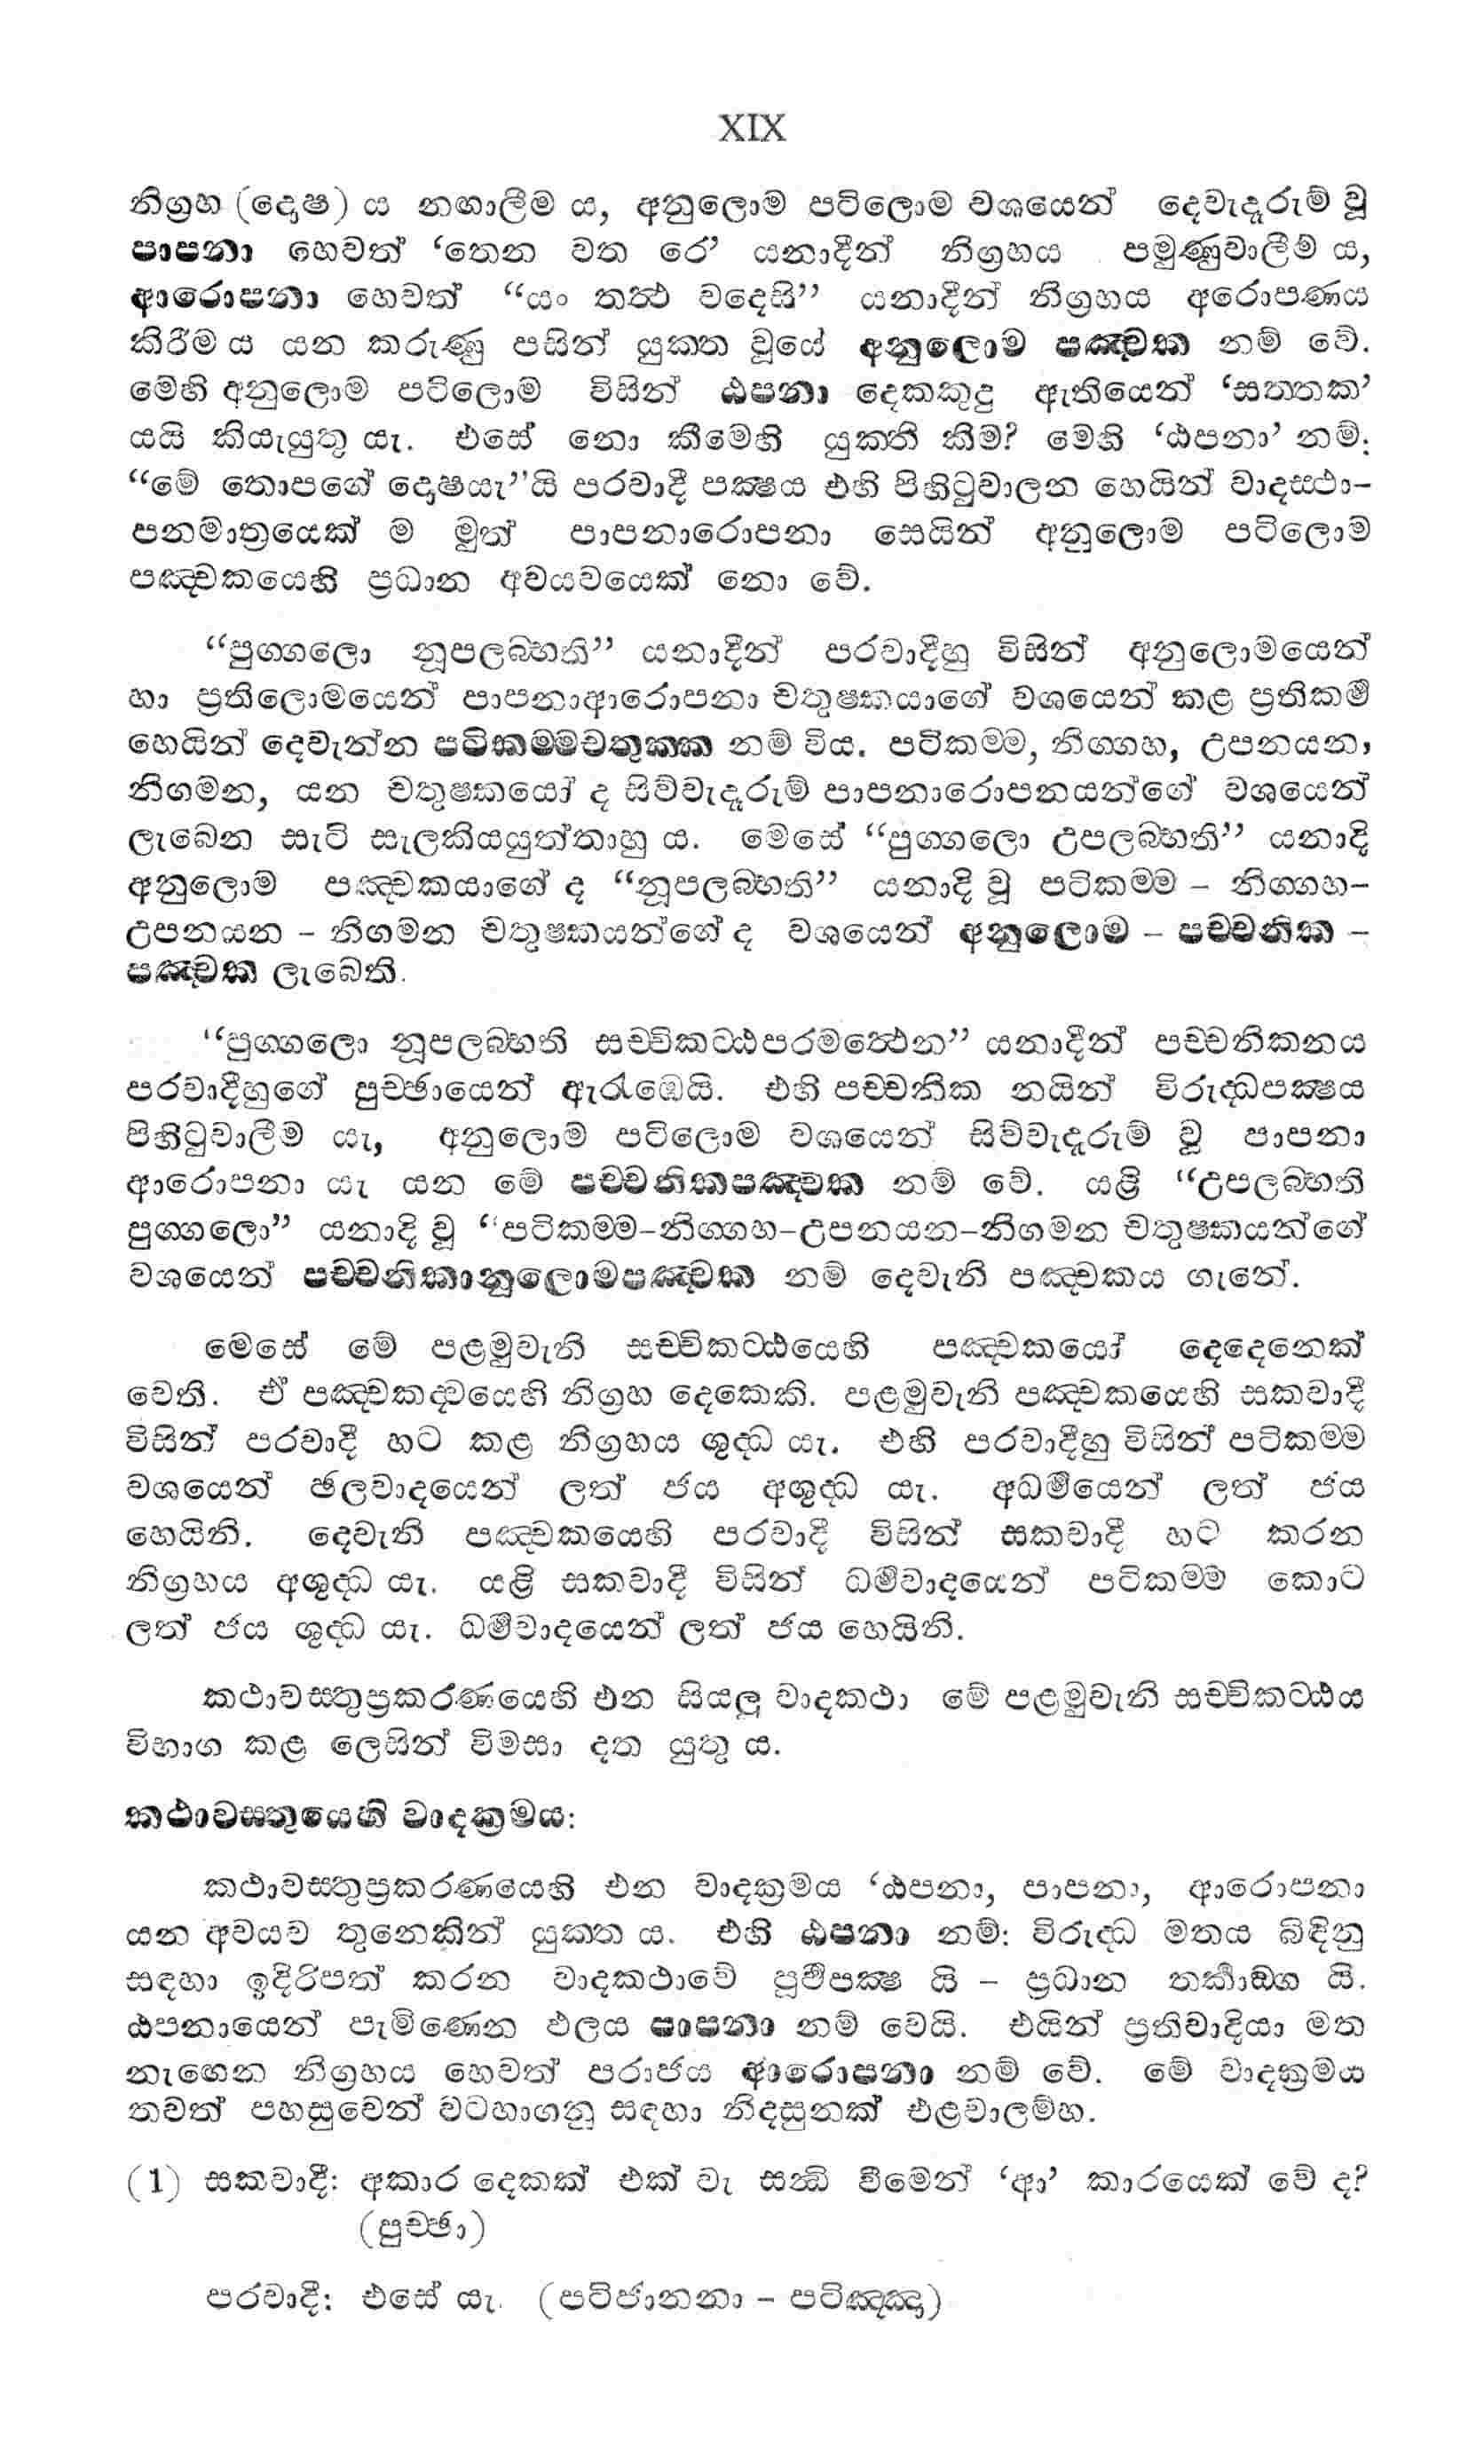 XIX
නිග්‍රහ (දොෂ) ය නඟාලීම ය, අනුලොම පටිලොම වශයෙන් දෙවැදෑරුම් වූ
පාපනා හෙවත් ‘තෙන වත රෙ’ යනාදීන් නිග්‍රහය පමුණුවාලීම් ය,
ආරොපනා හෙවත් “යං තත්‍ථ වදෙසි” යනාදීන් නිග්‍රහය අරොපණය
කිරීම ය යන කරුණු පසින් යුක්ත වූයේ අනුලොම පඤ්චක නම් වේ.
මෙහි අනුලොම පටිලොම විසින් ඨපනා දෙකකුදු ඇතියෙන් ‘සත්තක’
යයි කියැයුතු යැ. එසේ නො කීමෙහි යුක්ති කිම? මෙහි ‘ඨපනා’ නම්:
“මේ තොපගේ දොෂයැ”යි පරවාදී පක්‍ෂය එහි පිහිටුවාලන හෙයින් වාදස්ථා-
පනමාත්‍රයෙක් ම මුත් පාපනාරොපනා සෙයින් අනුලොම පටිලොම
පඤ්චකයෙහි ප්‍රධාන අවයවයෙක් නො වේ.
“පුග්ගලො නූපලබ්භති” යනාදීන් පරවාදීහු විසින් අනුලොමයෙන්
හා ප්‍රතිලොමයෙන් පාපනාආරොපනා චතුෂ්කයාගේ වශයෙන් කළ ප්‍රතිකර්ම
හෙයින් දෙවැන්න පටිකම්මචතුක්ක නම් විය. පටිකම්ම, නිග්ගහ, උපනයන,
නිගමන, යන චතුෂ්කයෝ ද සිව්වැදෑරුම් පාපනාරොපනයන්ගේ වශයෙන්
ලැබෙන සැටි සැලකියයුත්තාහු ය. මෙසේ “පුග්ගලො උපලබ්භති” යනාදි
අනුලොම පඤ්චකයාගේ ද “නූපලබ්භති” යනාදි වූ පටිකම්ම – නිග්ගහ-
උපනයන – නිගමන චතුෂ්කයන්ගේ ද වශයෙන් අනුලොම – පච්චනීක –
පඤ්චක ලැබෙති.
“පුග්ගලො නූපලබ්භති සච්චිකට්ඨපරමත්ථෙන” යනාදීන් පච්චනිකනය
පරවාදීහුගේ පුච්ඡායෙන් ඇරැඹෙයි. එහි පච්චනීක නයින් විරුද්ධපක්‍ෂය
පිහිටුවාලීම යැ, අනුලොම පටිලොම වශයෙන් සිව්වැදෑරුම් වූ පාපනා
ආරොපනා යැ යන මේ පච්චනිකපඤ්චක නම් වේ. යළි “උපලබ්භති
පුග්ගලො” යනාදි වූ “පටිකම්ම-නිග්ගහ-උපනයන-නිගමන චතුෂ්කයන්ගේ
වශයෙන් පච්චනිකානුලොමපඤ්චක නම් දෙවැනි පඤ්චකය ගැනේ.
මෙසේ මේ පළමුවැනි සච්චිකට්ඨයෙහි පඤ්චකයෝ දෙදෙනෙක්
වෙති. ඒ පඤ්චකද්වයෙහි නිග්‍රහ දෙකෙකි. පළමුවැනි පඤ්චකයෙහි සකවාදී
විසින් පරවාදී හට කළ නිග්‍රහය ශුද්ධ යැ. එහි පරවාදීහු විසින් පටිකම්ම
වශයෙන් ඡලවාදයෙන් ලත් ජය අශුද්ධ යැ. අධර්මයෙන් ලත් ජය
හෙයිනි. දෙවැනි පඤ්චකයෙහි පරවාදී විසින් සකවාදී හට කරන
නිග්‍රහය අශුද්ධ යැ. යළි සකවාදී විසින් ධර්මවාදයෙන් පටිකම්ම කොට
ලත් ජය ශුද්ධ යැ. ධර්මවාදයෙන් ලත් ජය හෙයිනි.
කථාවස්තුප්‍රකරණයෙහි එන සියලු වාදකථා මේ පළමුවැනි සච්චිකට්ඨය
විභාග කළ ලෙසින් විමසා දත යුතු ය.
කථාවස්තුයෙහි වාදක්‍රමය:
කථාවස්තුප්‍රකරණයෙහි එන වාදක්‍රමය ‘ඨපනා, පාපනා, ආරොපනා
යන අවයව තුනෙකින් යුක්ත ය. එහි ඨපනා නම්: විරුද්ධ මතය බිඳිනු
සඳහා ඉදිරිපත් කරන වාදකථාවේ පූර්වපක්‍ෂ යි – ප්‍රධාන තර්කාඞ්ග යි.
ඨපනායෙන් පැමිණෙන ඵලය පාපනා නම් වෙයි. එයින් ප්‍රතිවාදියා මත
නැඟෙන නිග්‍රහය හෙවත් පරාජය ආරොපනා නම් වේ. මේ වාදක්‍රමය
තවත් පහසුවෙන් වටහාගනු සඳහා නිදසුනක් එළවාලම්හ.
(1) සකවාදී: අකාර දෙකක් එක් වැ සන්ධි වීමෙන් ‘ආ’ කාරයෙක් වේ ද?
(පුච්ඡා)
පරවාදී: එසේ යැ. (පටිජානනා – පටිඤ්ඤා)